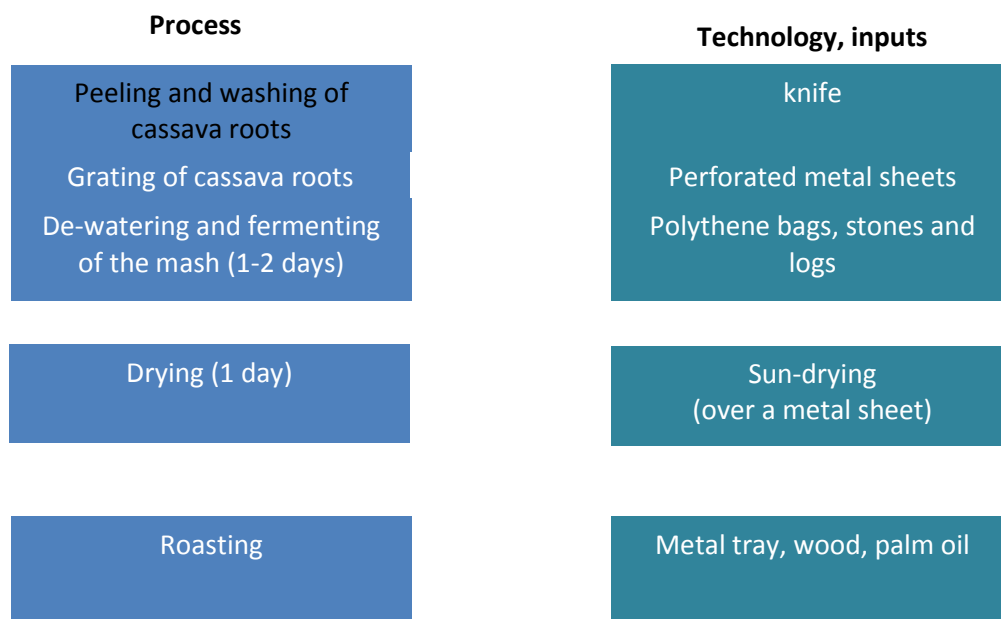 Process
Technology, inputs
Peeling and washing of
cassava roots
knife
Grating of cassava roots
Perforated metal sheets
De-watering and fermenting
of the mash (1-2 days)
Polythene bags, stones and
logs
Drying (1 day)
Sun-drying
(over a metal sheet)
Roasting
Metal tray, wood, palm oil